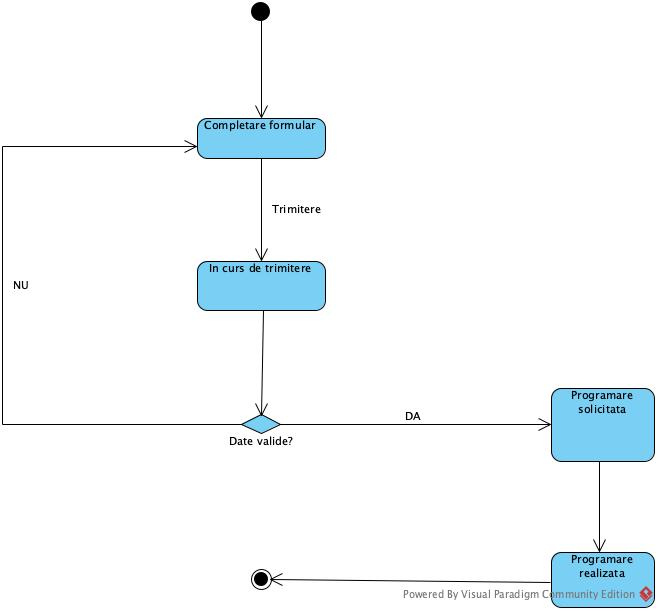 Completare formular
Trimitere
In curs de trimitere
NU
Date valide?
DA
Programare
solicitata
Programare
realizata
Powered By Visual Paradigm Community Edition